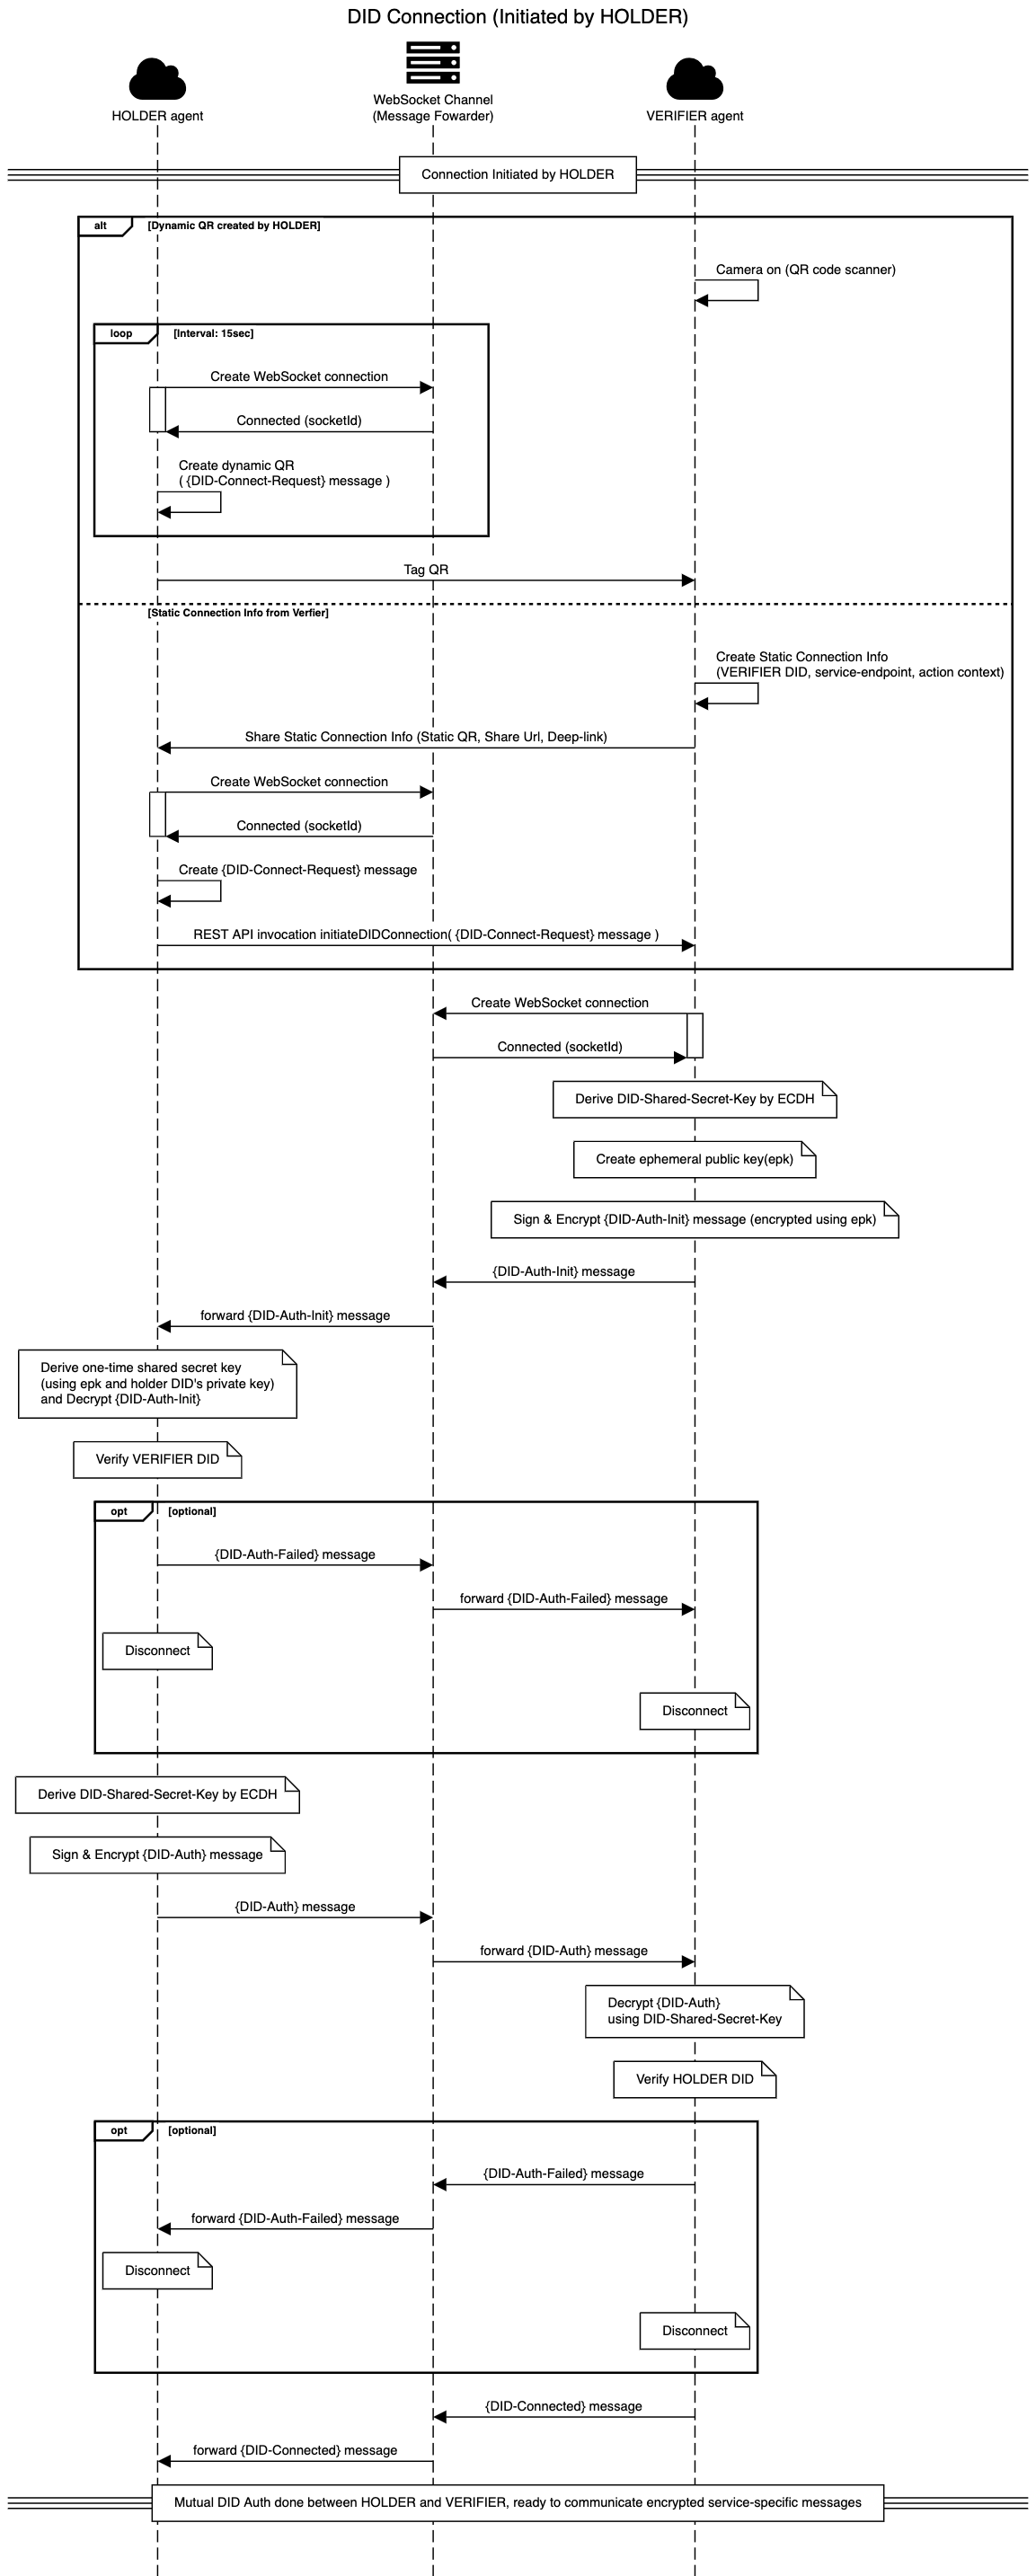 DID Connection (Initiated by HOLDER)
HOLDER agent
WebSocket Channel
(Message Fowarder)
VERIFIER agent
Connection Initiated by HOLDER
alt
[Dynamic QR created by HOLDER]
Camera on (QR code scanner)
loop
[Interval: 15sec]
Create WebSocket connection
Connected (socketId)
Create dynamic QR
( {DID-Connect-Request} message )
Tag QR
[Static Connection Info from Verfier]
Create Static Connection Info
(VERIFIER DID, service-endpoint, action context)
Share Static Connection Info (Static QR, Share Url, Deep-link)
Create WebSocket connection
Connected (socketId)
Create {DID-Connect-Request} message
REST API invocation initiateDIDConnection( {DID-Connect-Request} message )
Create WebSocket connection
Connected (socketId)
Derive DID-Shared-Secret-Key by ECDH
Create ephemeral public key(epk)
Sign & Encrypt {DID-Auth-Init} message (encrypted using epk)
{DID-Auth-Init} message
forward {DID-Auth-Init} message
Derive one-time shared secret key
(using epk and holder DID's private key)
and Decrypt {DID-Auth-Init}
Verify VERIFIER DID
opt
[optional]
{DID-Auth-Failed} message
forward {DID-Auth-Failed} message
Disconnect
Disconnect
Derive DID-Shared-Secret-Key by ECDH
Sign & Encrypt {DID-Auth} message
{DID-Auth} message
forward {DID-Auth} message
Decrypt {DID-Auth}
using DID-Shared-Secret-Key
Verify HOLDER DID
opt
[optional]
{DID-Auth-Failed} message
forward {DID-Auth-Failed} message
Disconnect
Disconnect
{DID-Connected} message
forward {DID-Connected} message
Mutual DID Auth done between HOLDER and VERIFIER, ready to communicate encrypted service-specific messages